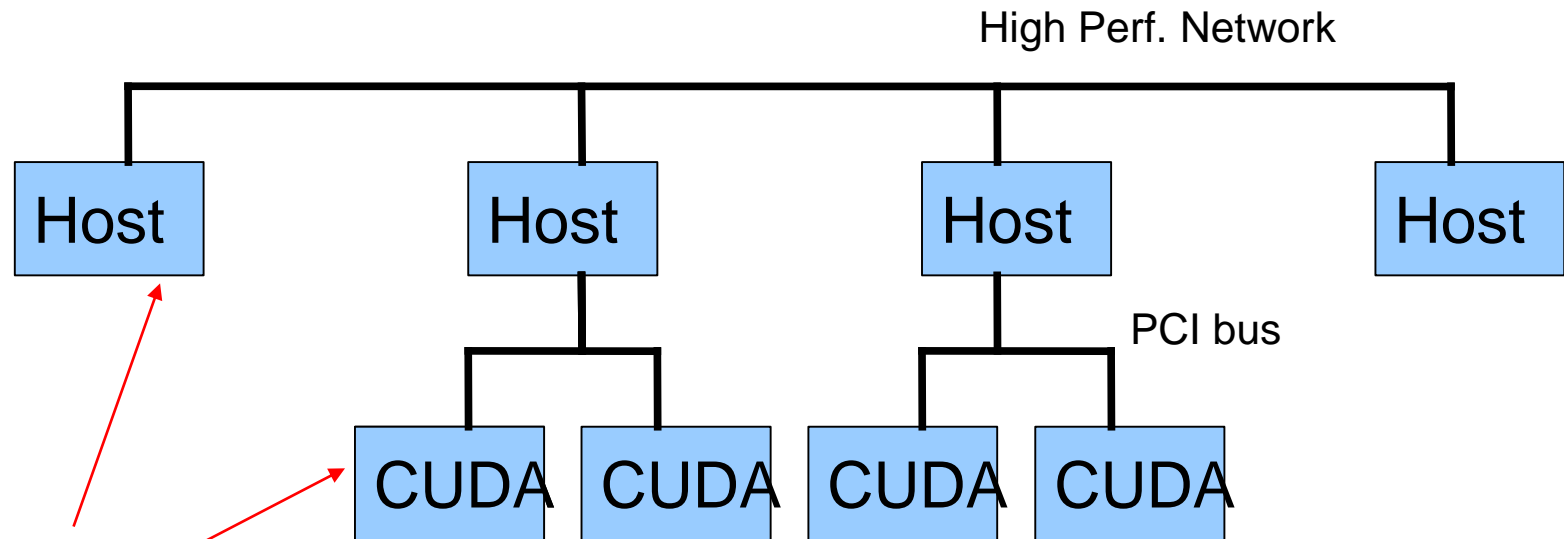 High Perf. Network
Host Host Host Host
PCI bus
CUDA CUDA CUDA CUDA